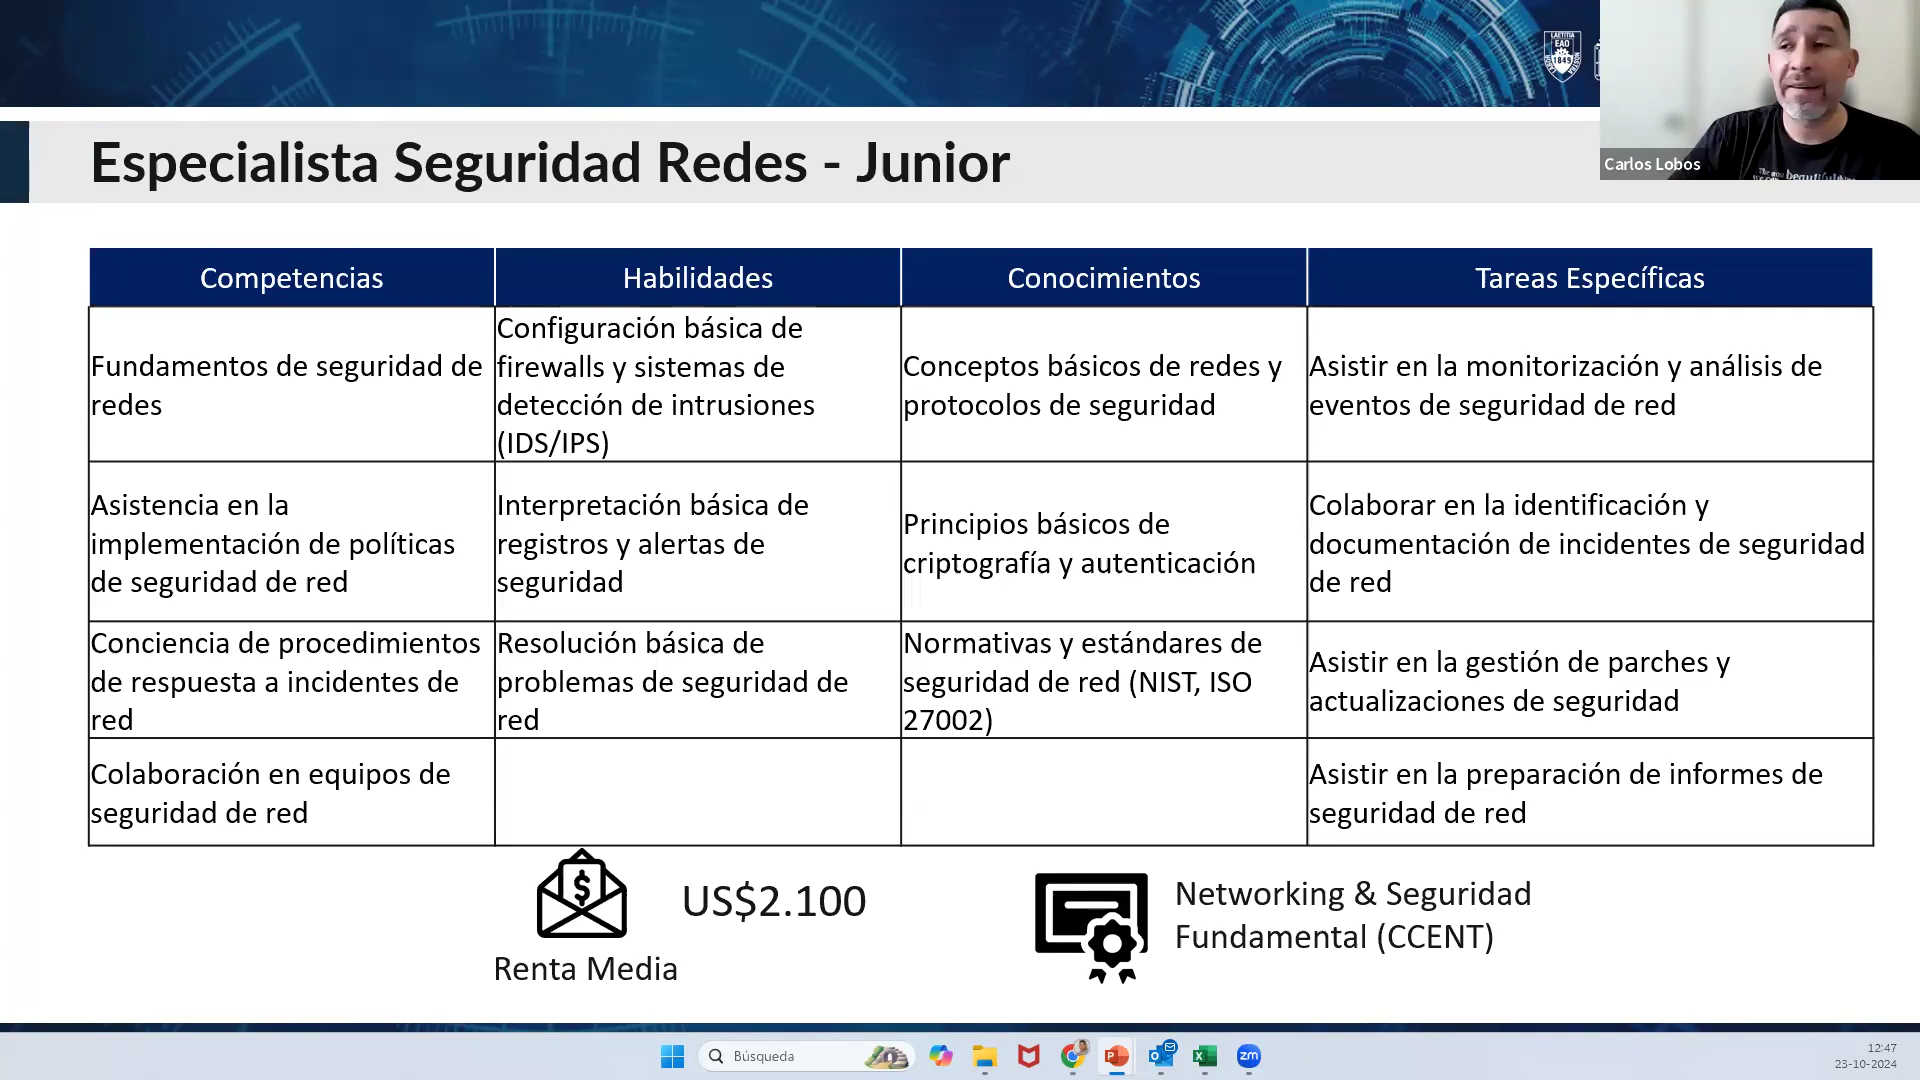 LAETITIA
EAO
1849
Carlos Lobos
Especialista Seguridad Redes - Junior
Competencias
Habilidades
Conocimientos
Tareas Específicas
Fundamentos de seguridad de
redes
Configuración básica de
firewalls y sistemas de
detección de intrusiones
(IDS/IPS)
Conceptos básicos de redes y
protocolos de seguridad
Asistir en la monitorización y análisis de
eventos de seguridad de red
Asistencia en la
implementación de políticas
de seguridad de red
Interpretación básica de
registros y alertas de
seguridad
Principios básicos de
criptografía y autenticación
Colaborar en la identificación y
documentación de incidentes de seguridad
de red
Conciencia de procedimientos
de respuesta a incidentes de
red
Resolución básica de
problemas de seguridad de
red
Normativas y estándares de
seguridad de red (NIST, ISO
27002)
Asistir en la gestión de parches y
actualizaciones de seguridad
Colaboración en equipos de
seguridad de red
Asistir en la preparación de informes de
seguridad de red
US$2.100
Renta Media
Networking & Seguridad
Fundamental (CCENT)
Búsqueda
zm
12:47
23-10-2024